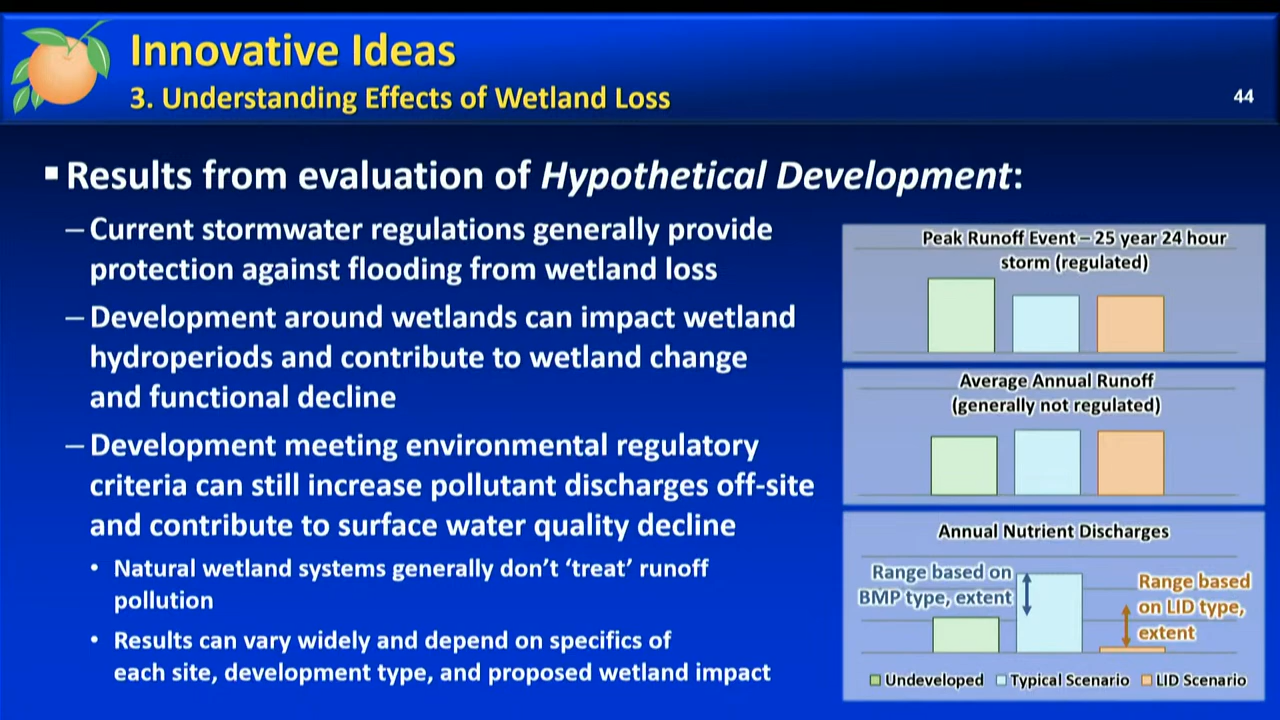 Innovative Ideas
3. Understanding Effects of Wetland Loss
44
▪ Results from evaluation of Hypothetical Development:
– Current stormwater regulations generally provide
protection against flooding from wetland loss
– Development around wetlands can impact wetland
hydroperiods and contribute to wetland change
and functional decline
– Development meeting environmental regulatory
criteria can still increase pollutant discharges off-site
and contribute to surface water quality decline
• Natural wetland systems generally don’t ‘treat’ runoff
pollution
• Results can vary widely and depend on specifics of
each site, development type, and proposed wetland impact
Peak Runoff Event – 25 year 24 hour
storm (regulated)
Average Annual Runoff
(generally not regulated)
Annual Nutrient Discharges
Range based on
BMP type, extent
Range based
on LID type,
extent
Undeveloped Typical Scenario LID Scenario